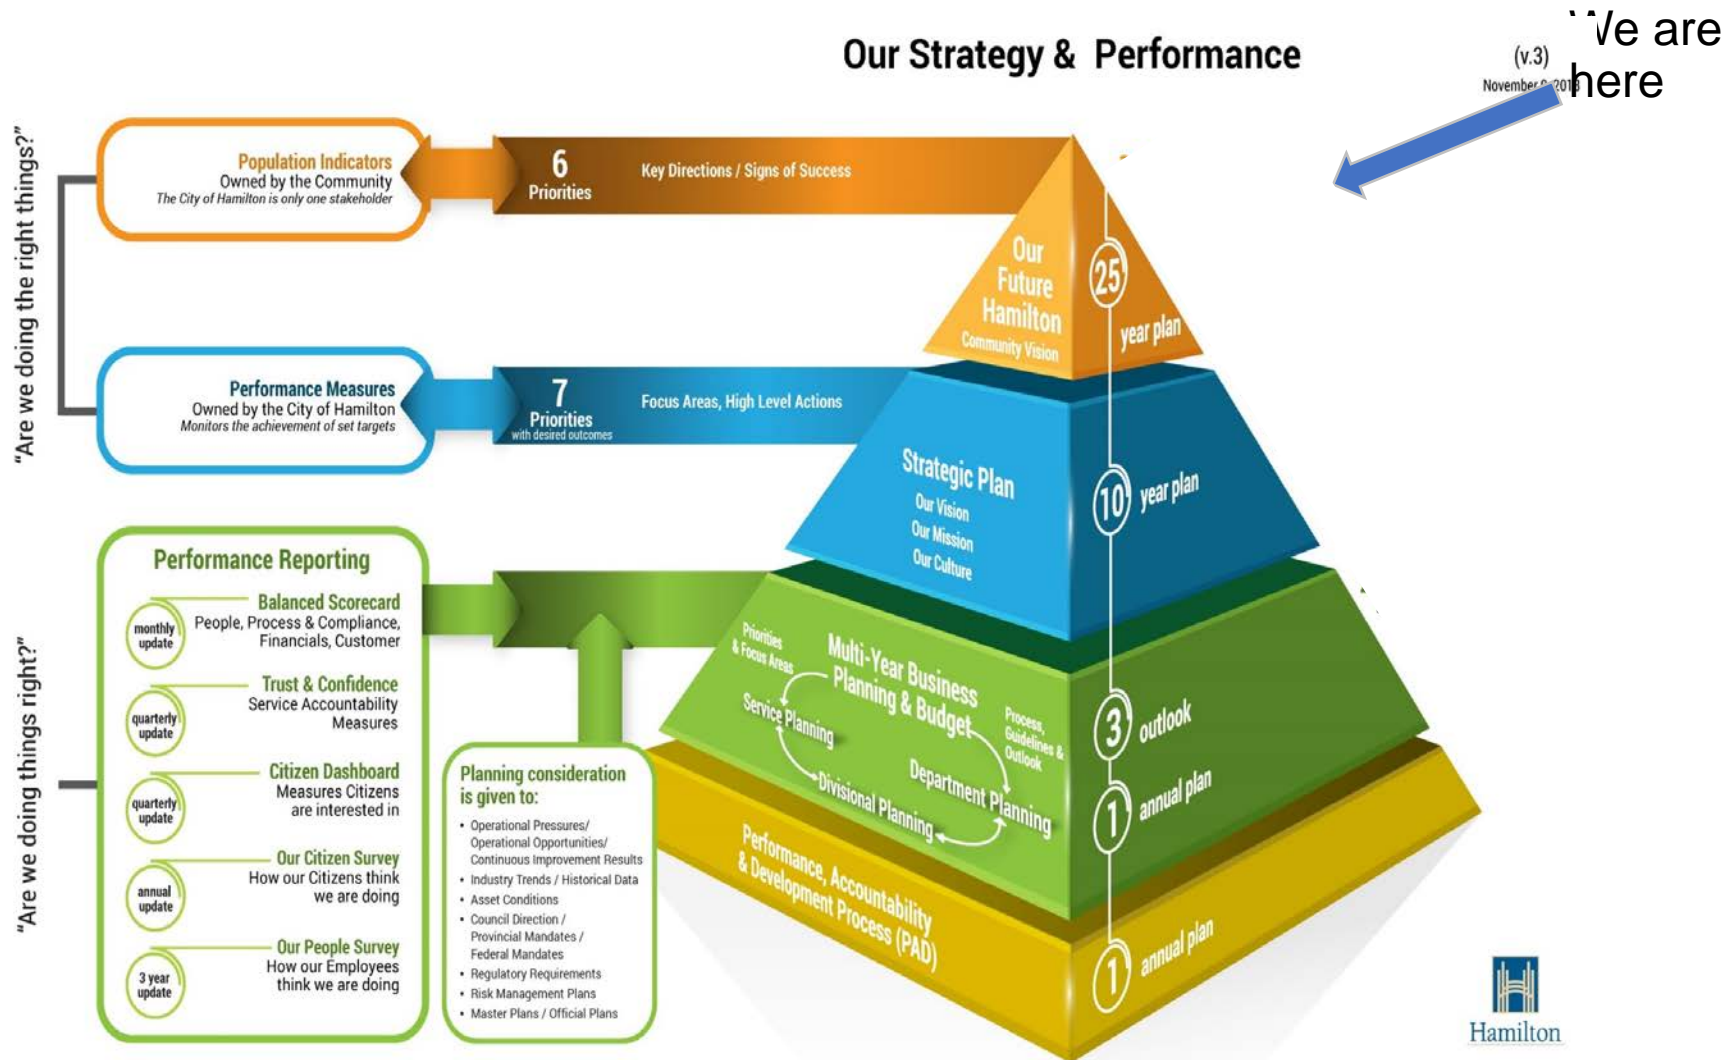 We are
here
Our Strategy & Performance
(v.3)
"Are we doing the right things?"
Population Indicators
Owned by the Community
The City of Hamilton is only one stakeholder
6
Priorities
Key Directions / Signs of Success
Our
Future
Hamilton
Community Vision
25
year plan
Performance Measures
Owned by the City of Hamilton
Monitors the achievement of set targets
7
Priorities
with desired outcomes
Focus Areas, High Level Actions
Strategic Plan
Our Vision
Our Mission
Our Culture
10
year plan
"Are we doing things right?"
Performance Reporting
monthly
update
Balanced Scorecard
People, Process & Compliance,
Financials, Customer
quarterly
update
Trust & Confidence
Service Accountability
Measures
quarterly
update
Citizen Dashboard
Measures Citizens
are interested in
annual
update
Our Citizen Survey
How our Citizens think
we are doing
3 year
update
Our People Survey
How our Employees
think we are doing
Planning consideration
is given to:
• Operational Pressures/
Operational Opportunities/
Continuous Improvement Results
• Industry Trends / Historical Data
• Asset Conditions
• Council Direction /
Provincial Mandates /
Federal Mandates
• Regulatory Requirements
• Risk Management Plans
• Master Plans / Official Plans
Priorities
& Focus Areas
Multi-Year Business
Planning & Budget
Process,
Guidelines &
Outlook
Service Planning
Divisional Planning
Department Planning
3
outlook
1
annual plan
Performance, Accountability
& Development Process (PAD)
1
annual plan
Hamilton